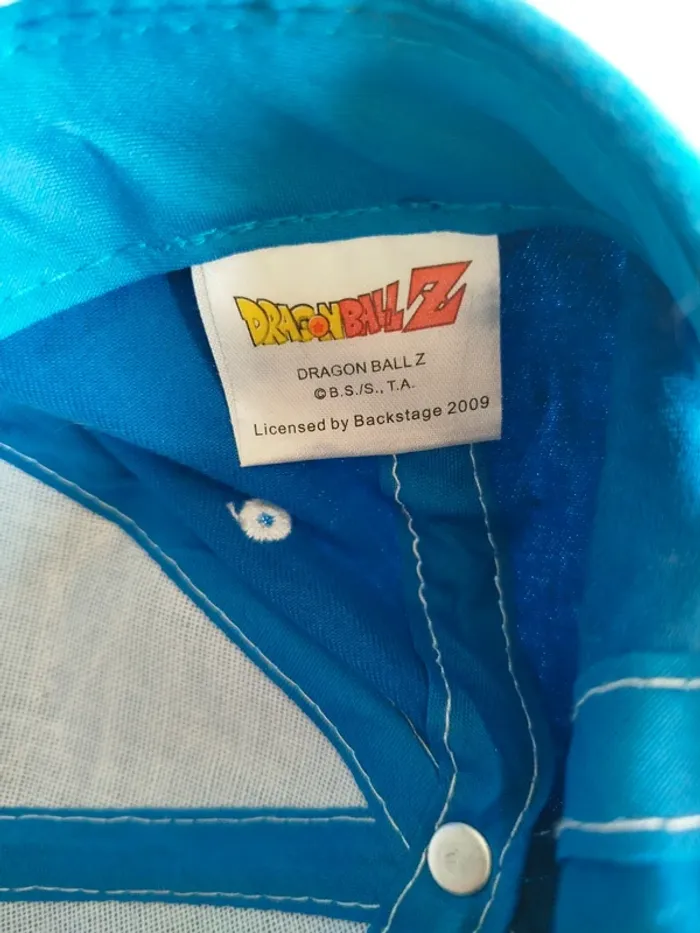 DRAGON BALL Z
DRAGON BALL Z
© B.S./S., T.A.
Licensed by Backstage 2009